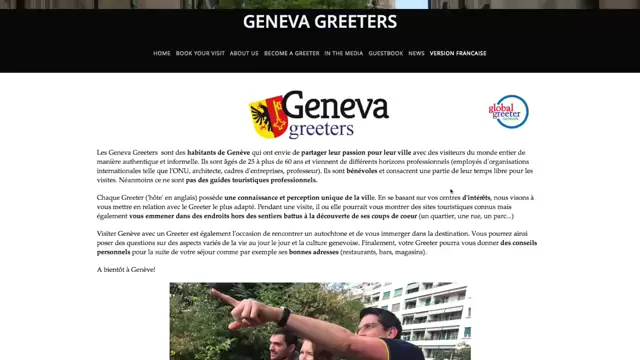 GENEVA GREETERS
HOME BOOK YOUR VISIT ABOUT US BECOME A GREETER IN THE MEDIA GUESTBOOK NEWS VERSION FRANCAISE
Geneva
greeters
global
greeter
network
Les Geneva Greeters sont des habitants de Genève qui ont envie de partager leur passion pour leur ville avec des visiteurs du monde entier de
manière authentique et informelle. Ils sont âgés de 25 à plus de 60 ans et viennent de différents horizons professionnels (employés d'organisations
internationales telle que l'ONU, architecte, cadres d'entreprises, professeur). Ils sont bénévoles et consacrent une partie de leur temps libre pour les
visites. Néanmoins ce ne sont pas des guides touristiques professionnels.
Chaque Greeter ('hôte' en anglais) possède une connaissance et perception unique de la ville. En se basant sur vos centres d'intérêts, nous visons à
vous mettre en relation avec le Greeter le plus adapté. Pendant une visite, il ou elle pourrait vous montrer des sites touristiques connus mais
également vous emmener dans des endroits hors des sentiers battus à la découverte de ses coups de coeur (un quartier, une rue, un parc...)
Visiter Genève avec un Greeter est également l'occasion de rencontrer un autochtone et de vous immerger dans la destination. Vous pourrez ainsi
poser des questions sur des aspects variés de la vie au jour le jour et la culture genevoise. Finalement, votre Greeter pourra vous donner des conseils
personnels pour la suite de votre séjour comme par exemple ses bonnes adresses (restaurants, bars, magasins).
A bientôt à Genève!